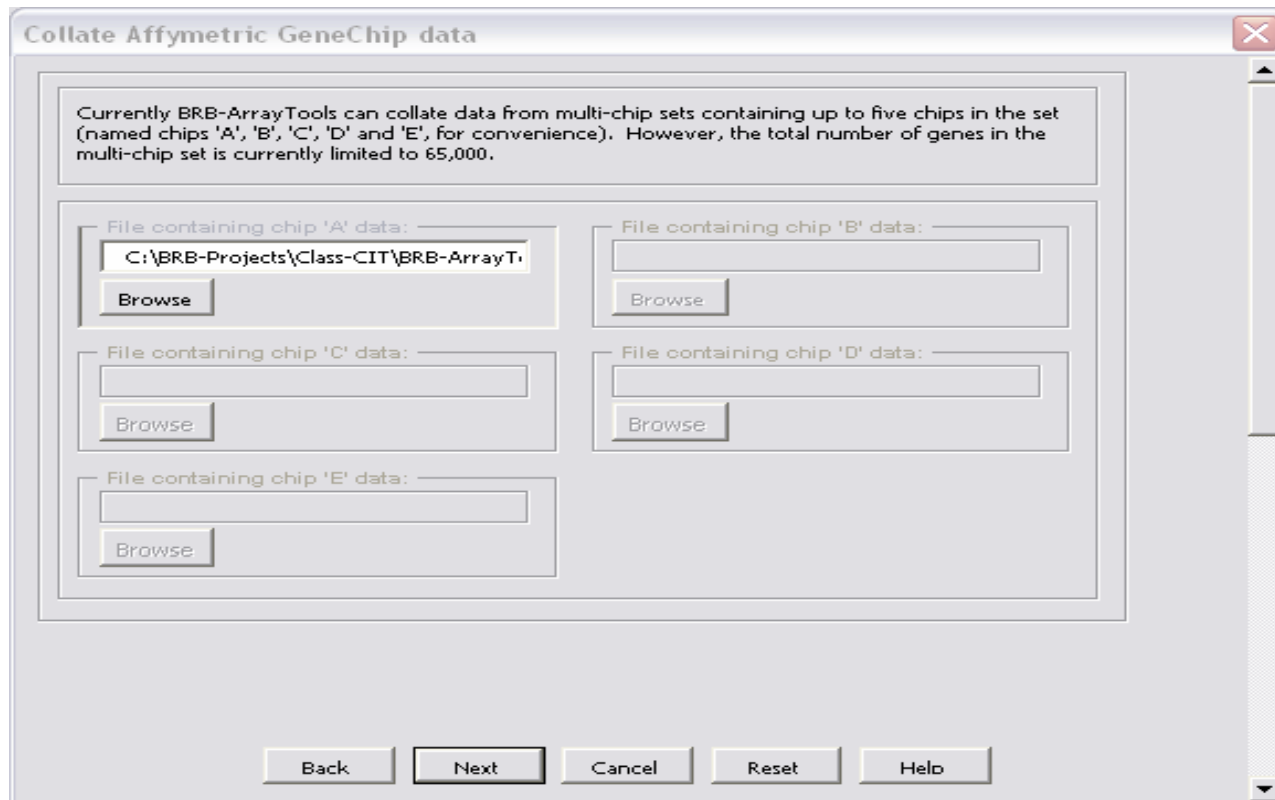 Collate Affymetric GeneChip data
Currently BRB-ArrayTools can collate data from multi-chip sets containing up to five chips in the set
(named chips 'A', 'B', 'C', 'D' and 'E', for convenience). However, the total number of genes in the
multi-chip set is currently limited to 65,000.
File containing chip 'A' data:
C:\BRB-Projects\Class-CIT\BRB-ArrayT
Browse
File containing chip 'B' data:
Browse
File containing chip 'C' data:
Browse
File containing chip 'D' data:
Browse
File containing chip 'E' data:
Browse
Back Next Cancel Reset Help